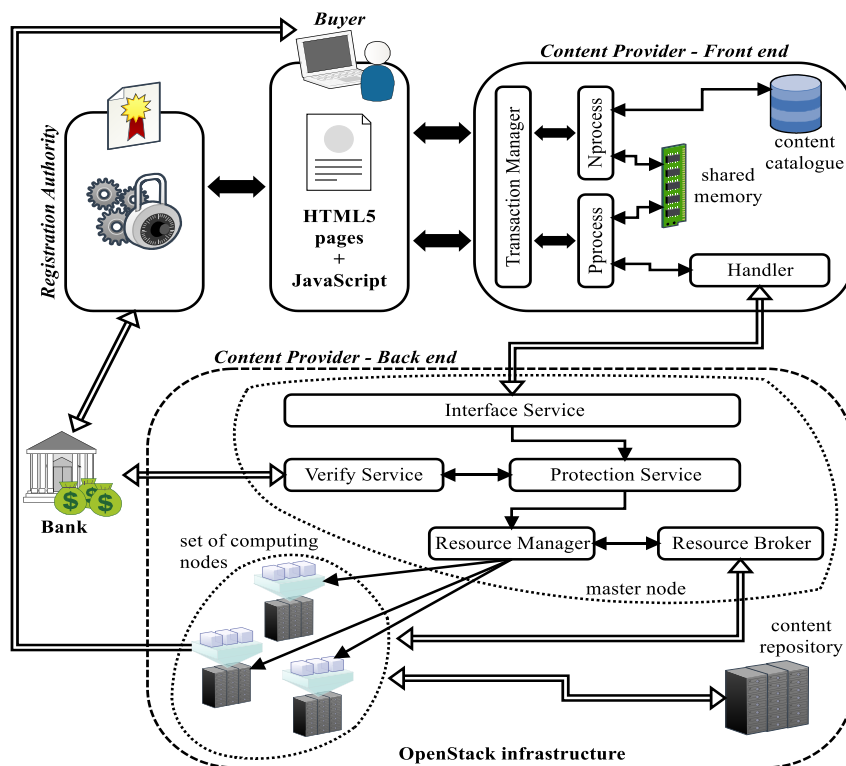 Buyer
Content Provider - Front end
Registration Authority
HTML5
pages
+
JavaScript
Transaction Manager
Nprocess
Pprocess
content
catalogue
shared
memory
Handler
Content Provider - Back end
Interface Service
Verify Service
Protection Service
Bank
$
$
$
Resource Manager
Resource Broker
set of computing
nodes
master node
content
repository
OpenStack infrastructure